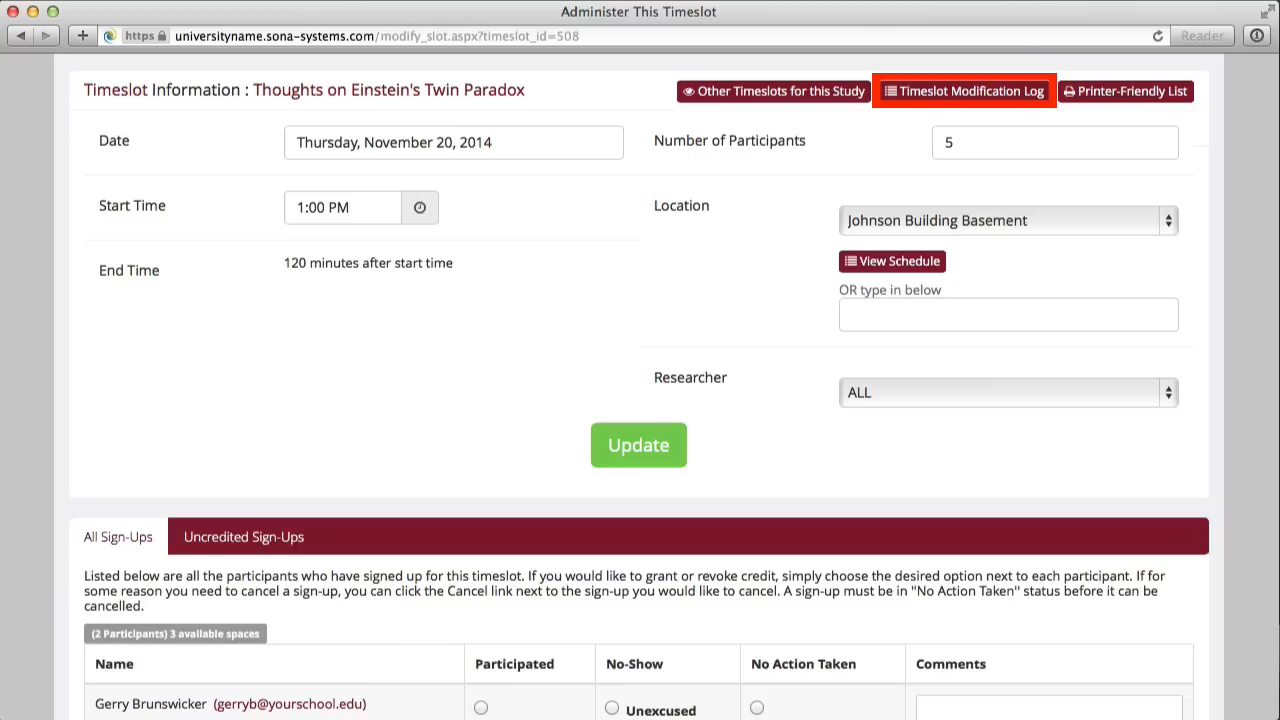 Administer This Timeslot
https universityname.sona-systems.com/modify_slot.aspx?timeslot_id=508 Reader
Timeslot Information : Thoughts on Einstein's Twin Paradox
Other Timeslots for this Study Timeslot Modification Log Printer-Friendly List
Date Thursday, November 20, 2014 Number of Participants 5
Start Time 1:00 PM Location
Johnson Building Basement
View Schedule
End Time 120 minutes after start time
OR type in below
Researcher
ALL
Update
All Sign-Ups Uncredited Sign-Ups
Listed below are all the participants who have signed up for this timeslot. If you would like to grant or revoke credit, simply choose the desired option next to each participant. If for
some reason you need to cancel a sign-up, you can click the Cancel link next to the sign-up you would like to cancel. A sign-up must be in "No Action Taken" status before it can be
cancelled.
(2 Participants) 3 available spaces
Name Participated No-Show No Action Taken Comments
Gerry Brunswicker (gerryb@yourschool.edu) Unexcused